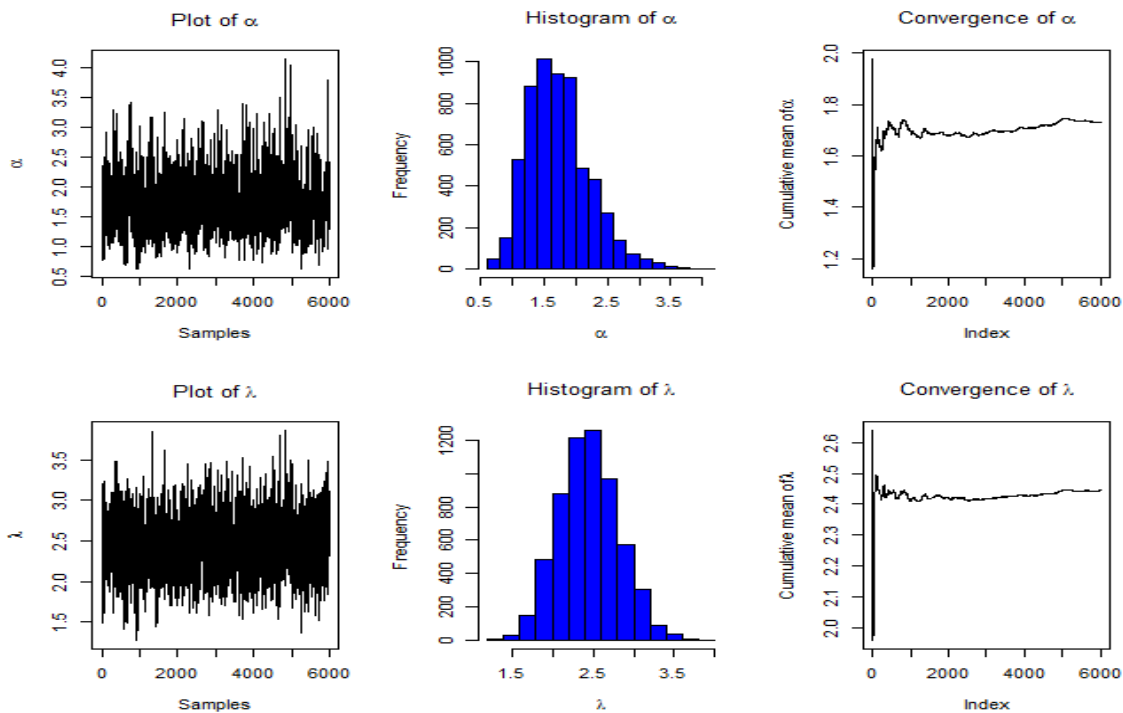 Plot of α
α
4.0
3.5
3.0
2.5
2.0
1.5
1.0
0.5
0 2000 4000 6000
Samples
Histogram of α
Frequency
1000
800
600
400
200
0
0.5 1.5 2.5 3.5
α
Convergence of α
Cumulative mean of α
2.0
1.8
1.6
1.4
1.2
0 2000 4000 6000
Index
Plot of λ
λ
3.5
3.0
2.5
2.0
1.5
0 2000 4000 6000
Samples
Histogram of λ
Frequency
1200
800
600
400
200
0
1.5 2.5 3.5
λ
Convergence of λ
Cumulative mean of λ
2.6
2.5
2.4
2.3
2.2
2.1
2.0
0 2000 4000 6000
Index